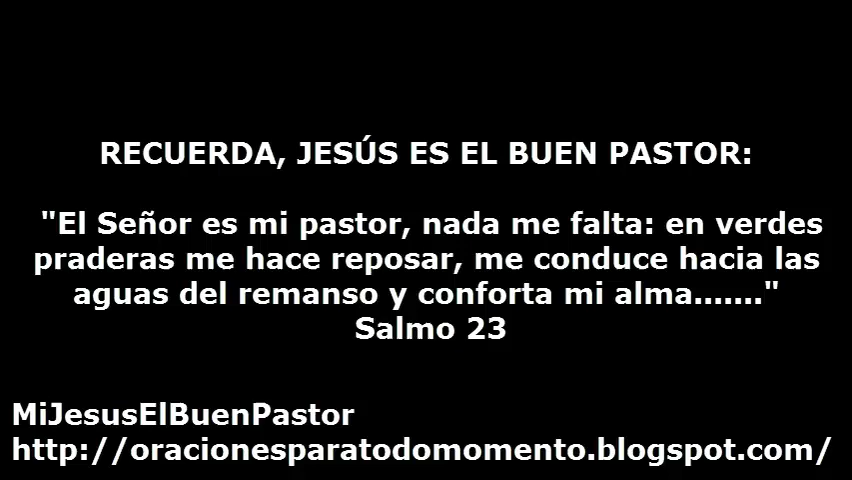 RECUERDA, JESÚS ES EL BUEN PASTOR:
"El Señor es mi pastor, nada me falta: en verdes
praderas me hace reposar, me conduce hacia las
aguas del remanso y conforta mi alma......."
Salmo 23
MiJesusElBuenPastor
http://oracionesparatodomomento.blogspot.com/